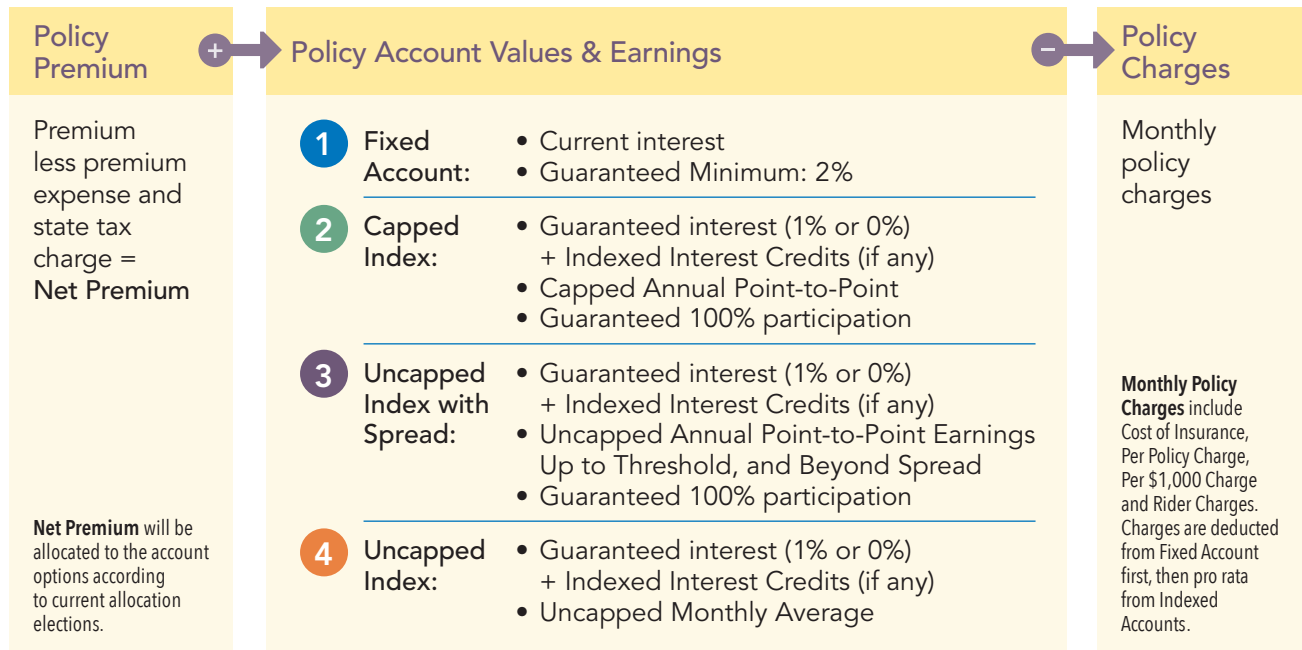 Policy
Premium
+
Policy Account Values & Earnings
−
Policy
Charges
Premium
less premium
expense and
state tax
charge =
Net Premium
Net Premium will be
allocated to the account
options according
to current allocation
elections.
1
Fixed
Account:
• Current interest
• Guaranteed Minimum: 2%
2
Capped
Index:
• Guaranteed interest (1% or 0%)
+ Indexed Interest Credits (if any)
• Capped Annual Point-to-Point
• Guaranteed 100% participation
3
Uncapped
Index with
Spread:
• Guaranteed interest (1% or 0%)
+ Indexed Interest Credits (if any)
• Uncapped Annual Point-to-Point Earnings
Up to Threshold, and Beyond Spread
• Guaranteed 100% participation
4
Uncapped
Index:
• Guaranteed interest (1% or 0%)
+ Indexed Interest Credits (if any)
• Uncapped Monthly Average
Monthly
policy
charges
Monthly Policy
Charges include
Cost of Insurance,
Per Policy Charge,
Per $1,000 Charge
and Rider Charges.
Charges are deducted
from Fixed Account
first, then pro rata
from Indexed
Accounts.